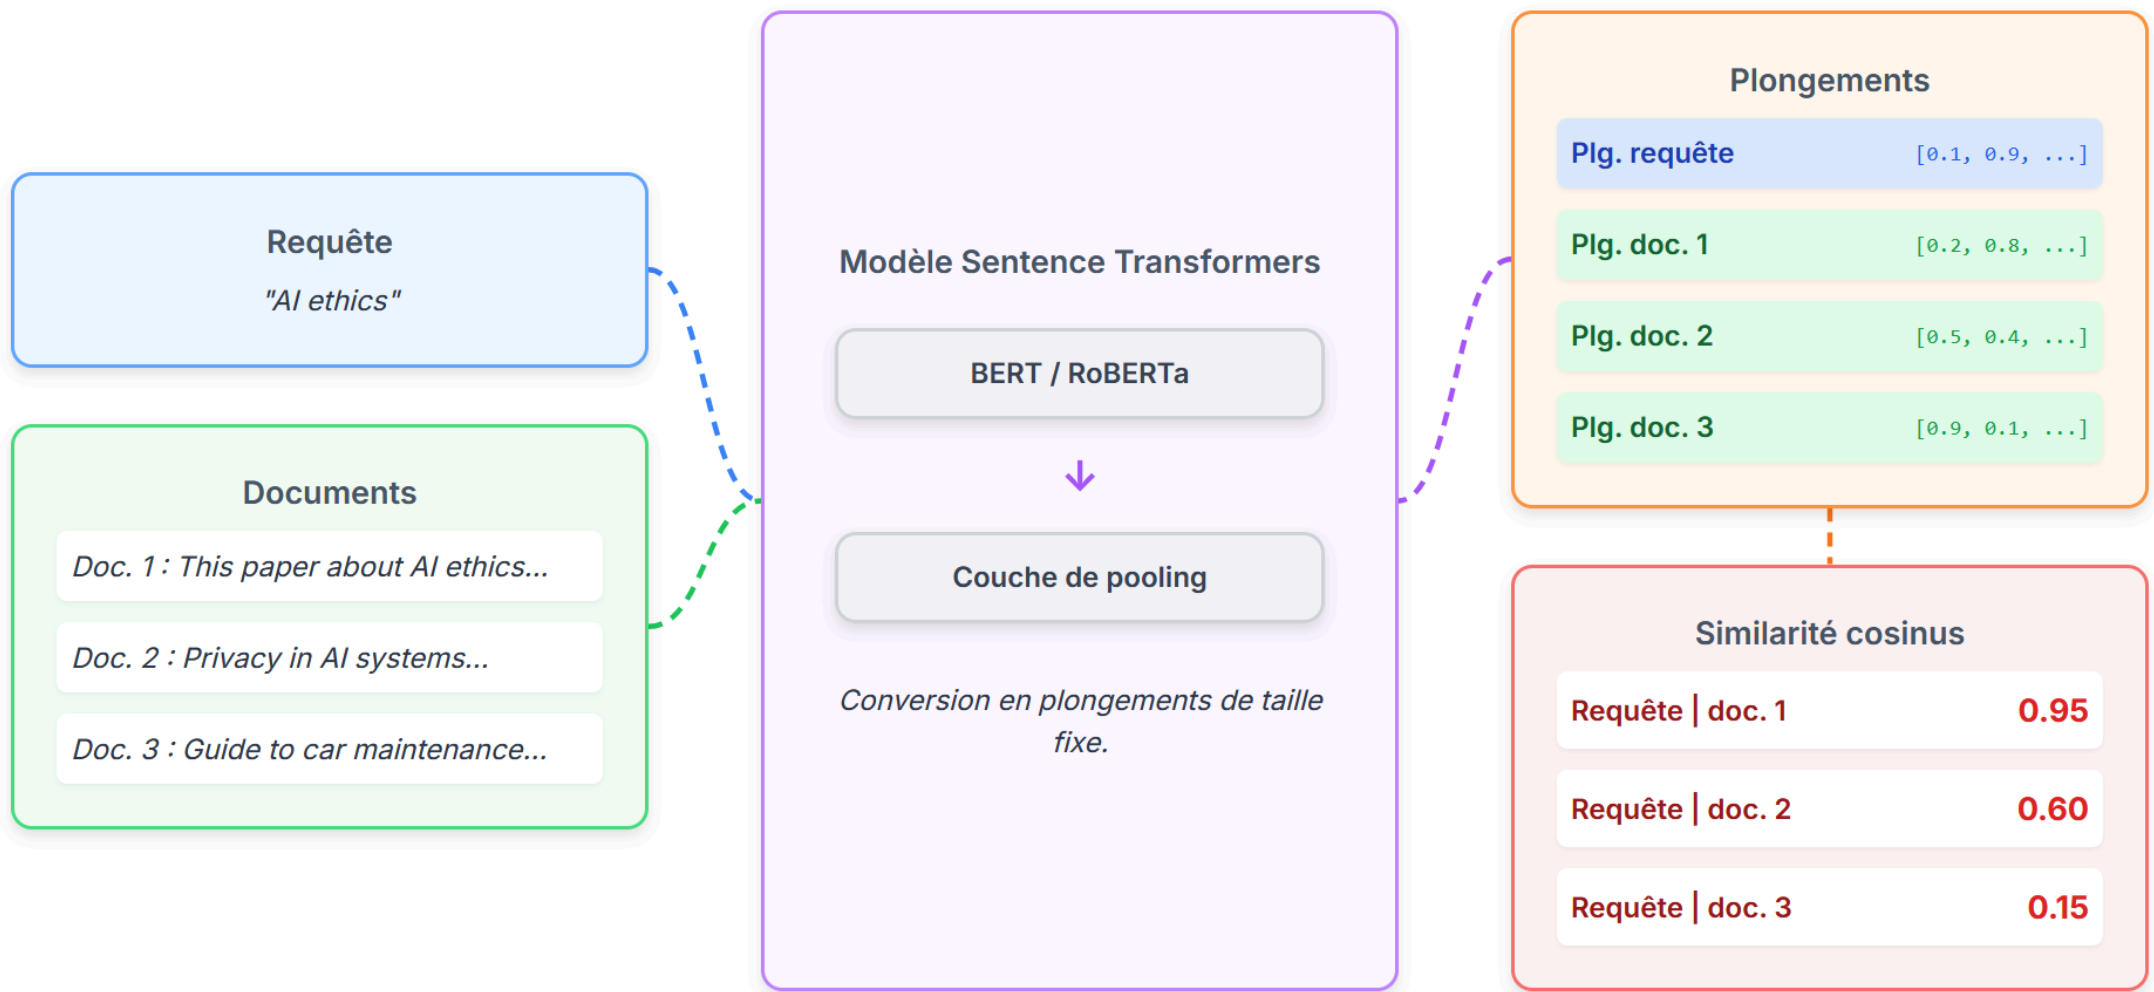 Requête
"AI ethics"
Documents
Doc. 1 : This paper about AI ethics...
Doc. 2 : Privacy in AI systems...
Doc. 3 : Guide to car maintenance...
Modèle Sentence Transformers
BERT / RoBERTa
Couche de pooling
Conversion en plongements de taille
fixe.
Plongements
Plg. requête [0.1, 0.9, ...]
Plg. doc. 1 [0.2, 0.8, ...]
Plg. doc. 2 [0.5, 0.4, ...]
Plg. doc. 3 [0.9, 0.1, ...]
Similarité cosinus
Requête | doc. 1 0.95
Requête | doc. 2 0.60
Requête | doc. 3 0.15